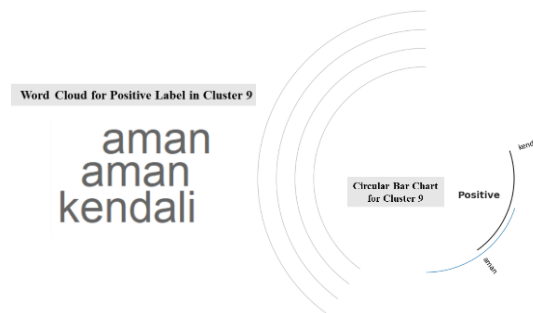 Word Cloud for Positive Label in Cluster 9
aman
aman
kendali
Circular Bar Chart
for Cluster 9
Positive
kend
aman